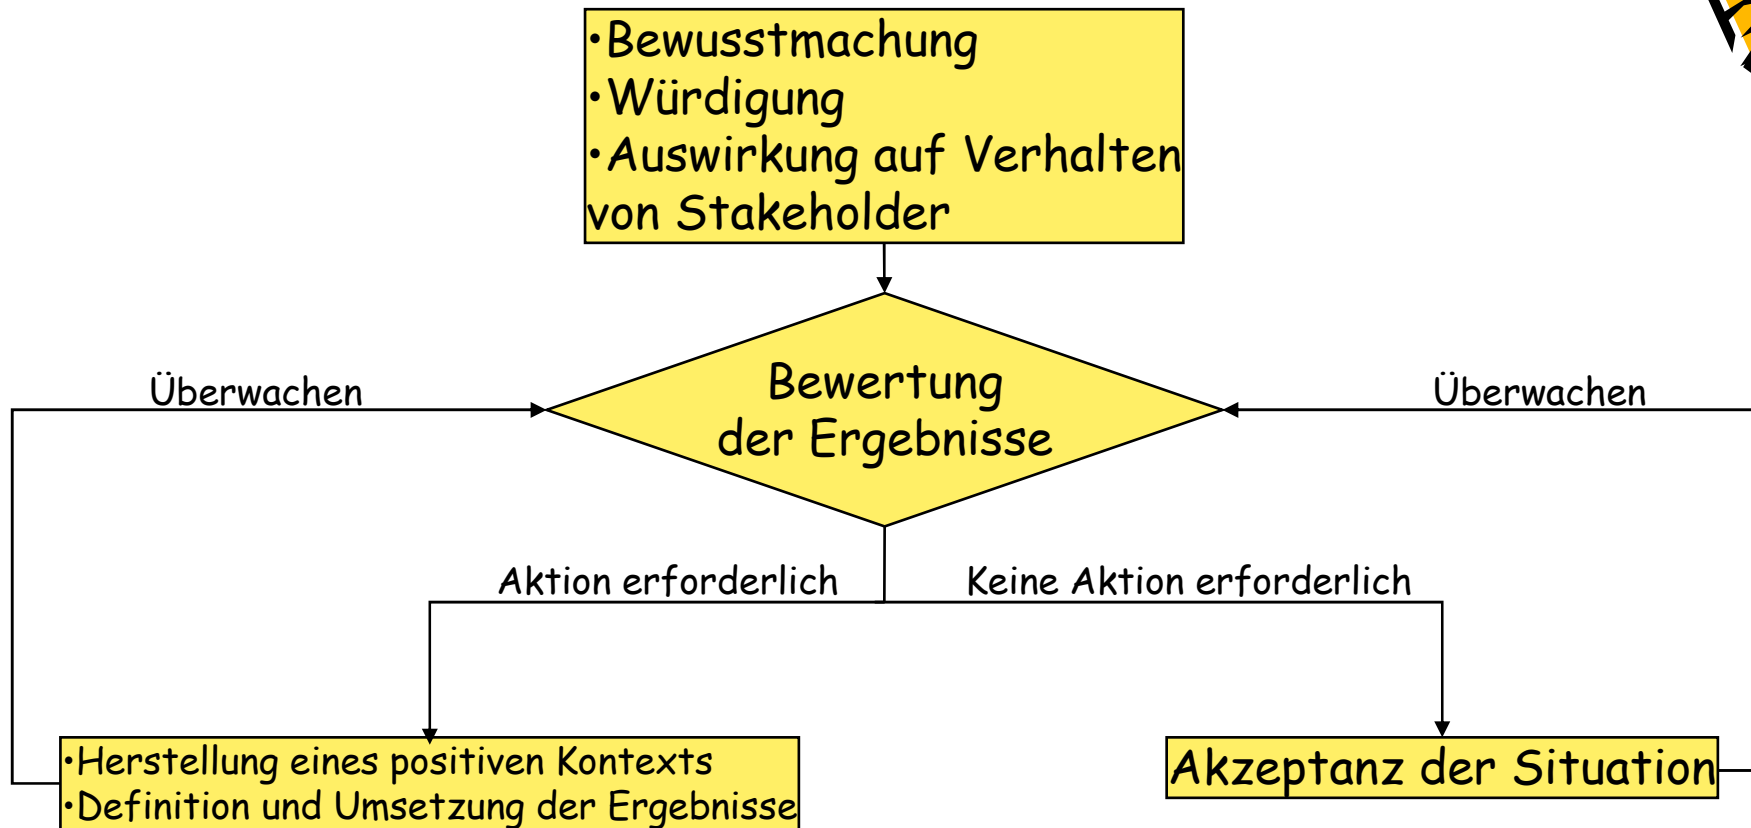 •Bewusstmachung
•Würdigung
•Auswirkung auf Verhalten
von Stakeholder
Überwachen
Bewertung
der Ergebnisse
Überwachen
Aktion erforderlich
Keine Aktion erforderlich
•Herstellung eines positiven Kontexts
•Definition und Umsetzung der Ergebnisse
Akzeptanz der Situation